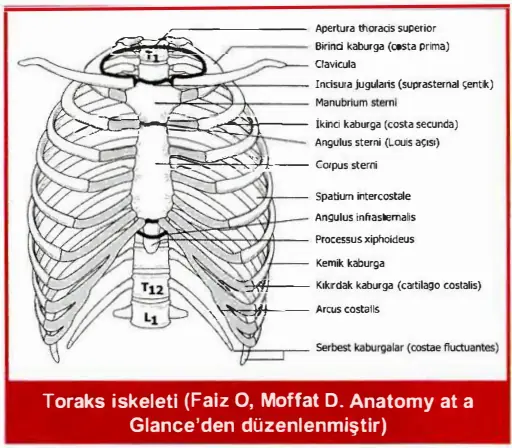 Apertura thoracis superior
Birinci kaburga (costa prima)
Clavicula
Incisura jugularis (suprasternal çentik)
Manubrium sterni
İkinci kaburga (costa secunda)
Angulus sterni (Louis açısı)
Corpus sterni
Spatium intercostale
Angulus infrasternalis
Processus xiphoideus
Kemik kaburga
Kıkırdak kaburga (cartilago costalis)
Arcus costalis
Serbest kaburgalar (costae fluctuantes)
T1
T12
L1
Toraks iskeleti (Faiz O, Moffat D. Anatomy at a
Glance'den düzenlenmiştir)